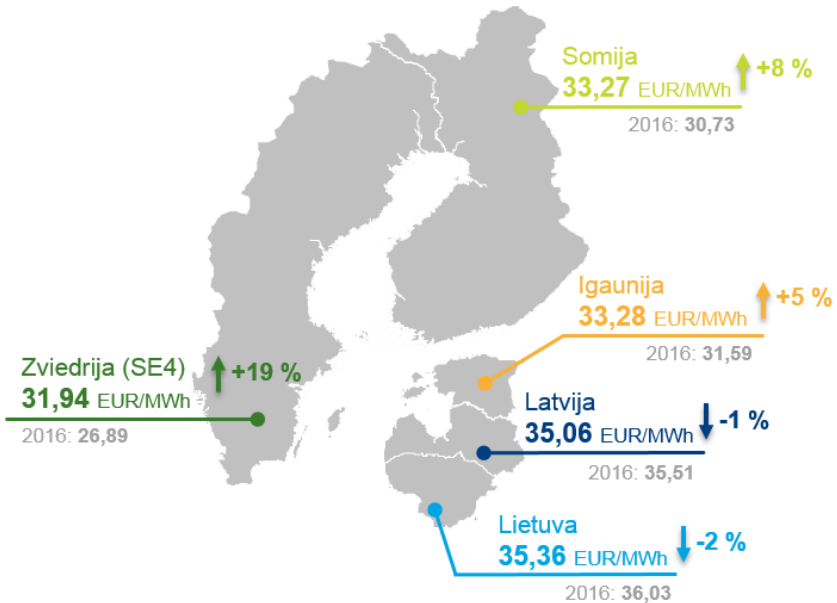 Somija
33,27 EUR/MWh
+8 %
2016: 30,73
Igaunija
33,28 EUR/MWh
+5 %
2016: 31,59
Zviedrija (SE4)
31,94 EUR/MWh
+19 %
2016: 26,89
Latvija
35,06 EUR/MWh
-1 %
2016: 35,51
Lietuva
35,36 EUR/MWh
-2 %
2016: 36,03